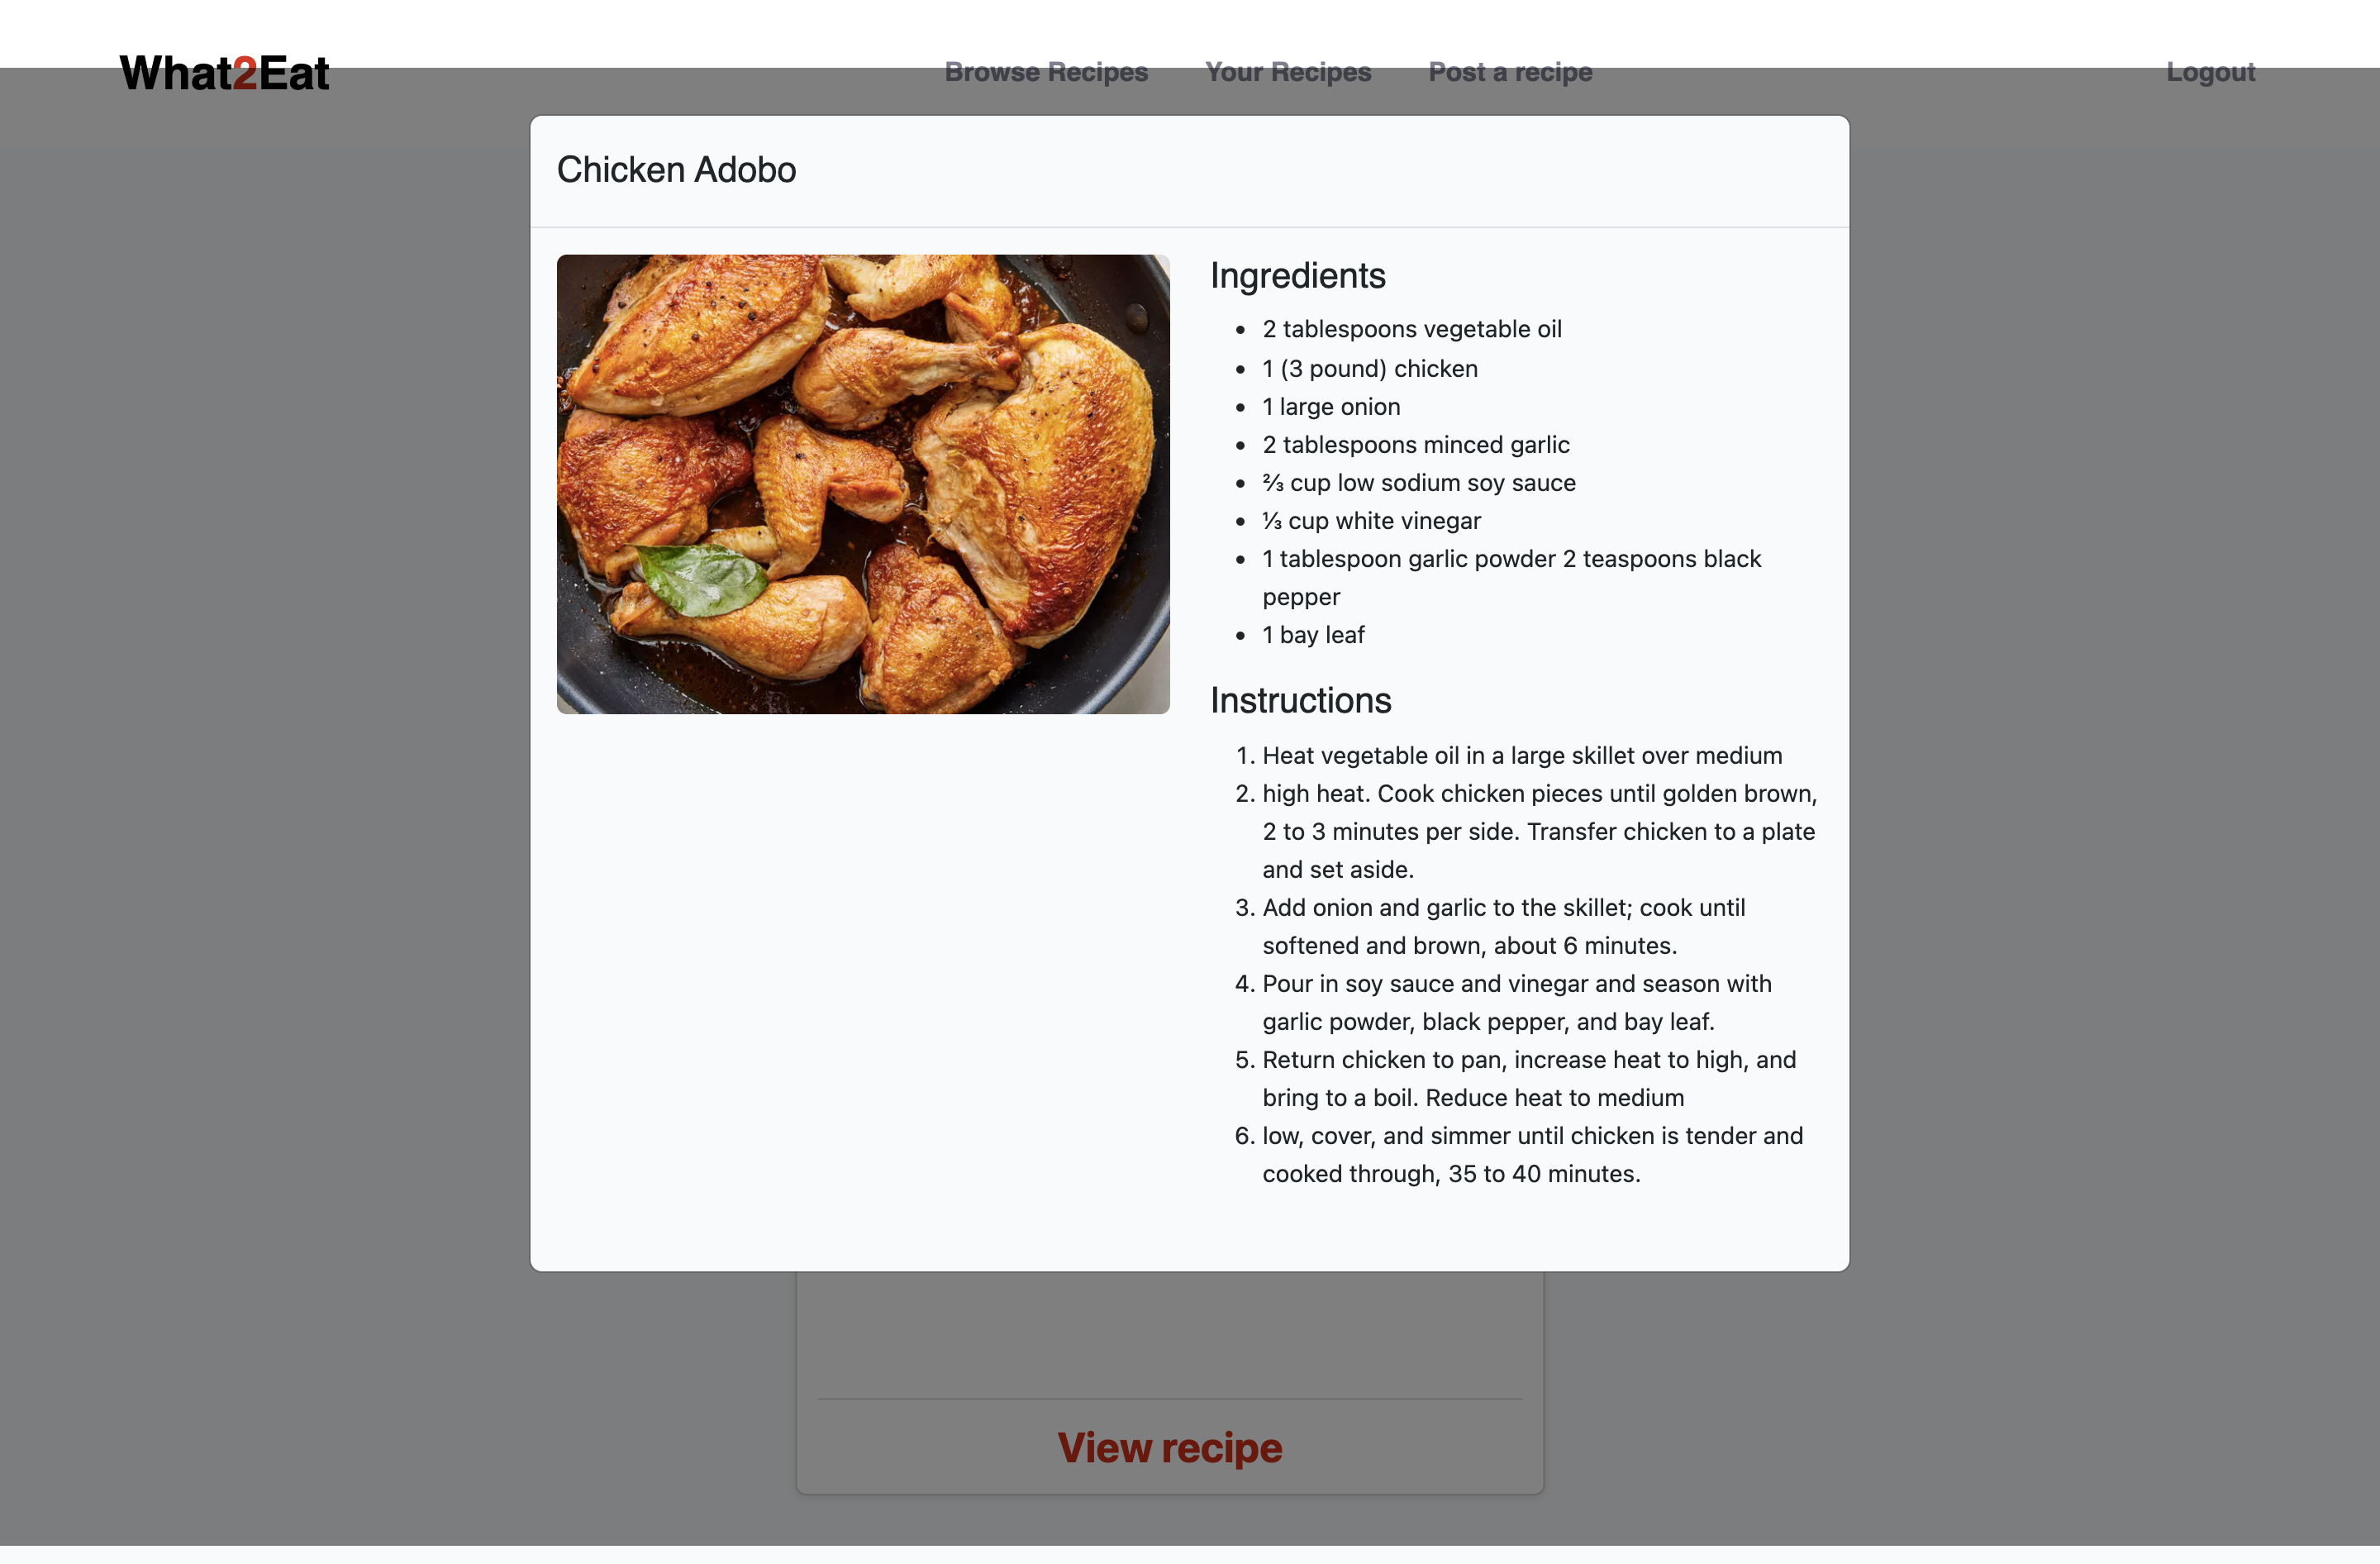 What2Eat
Browse Recipes
Your Recipes
Post a recipe
Logout
Chicken Adobo
Ingredients
• 2 tablespoons vegetable oil
• 1 (3 pound) chicken
• 1 large onion
• 2 tablespoons minced garlic
• ⅔ cup low sodium soy sauce
• ⅓ cup white vinegar
• 1 tablespoon garlic powder 2 teaspoons black
pepper
• 1 bay leaf
Instructions
1. Heat vegetable oil in a large skillet over medium
2. high heat. Cook chicken pieces until golden brown,
2 to 3 minutes per side. Transfer chicken to a plate
and set aside.
3. Add onion and garlic to the skillet; cook until
softened and brown, about 6 minutes.
4. Pour in soy sauce and vinegar and season with
garlic powder, black pepper, and bay leaf.
5. Return chicken to pan, increase heat to high, and
bring to a boil. Reduce heat to medium
6. low, cover, and simmer until chicken is tender and
cooked through, 35 to 40 minutes.
View recipe